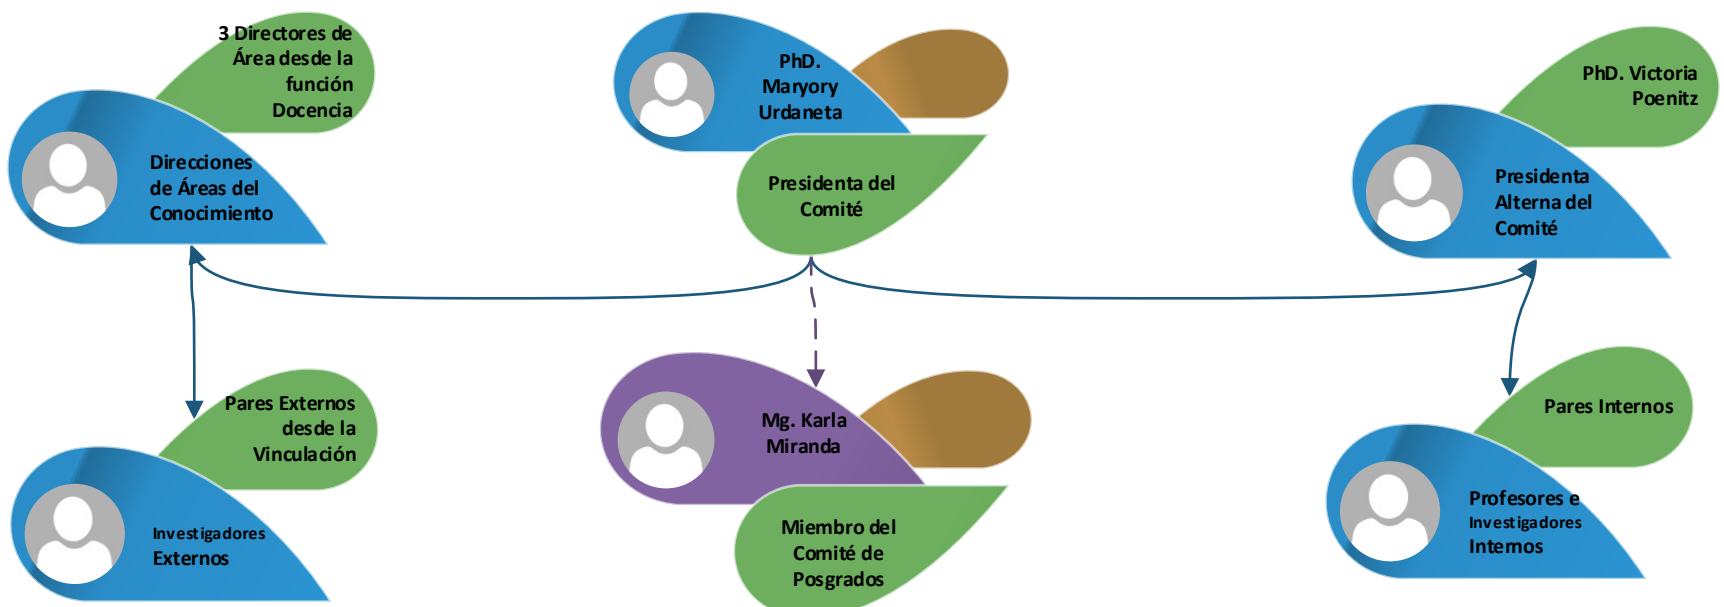 3 Directores de
Área desde la
función
Docencia
Direcciones
de Áreas del
Conocimiento
PhD.
Maryory
Urdaneta
Presidenta del
Comité
PhD. Victoria
Poenitz
Presidenta
Alterna del
Comité
Pares Externos
desde la
Vinculación
Investigadores
Externos
Mg. Karla
Miranda
Miembro del
Comité de
Posgrados
Pares Internos
Profesores e
Investigadores
Internos